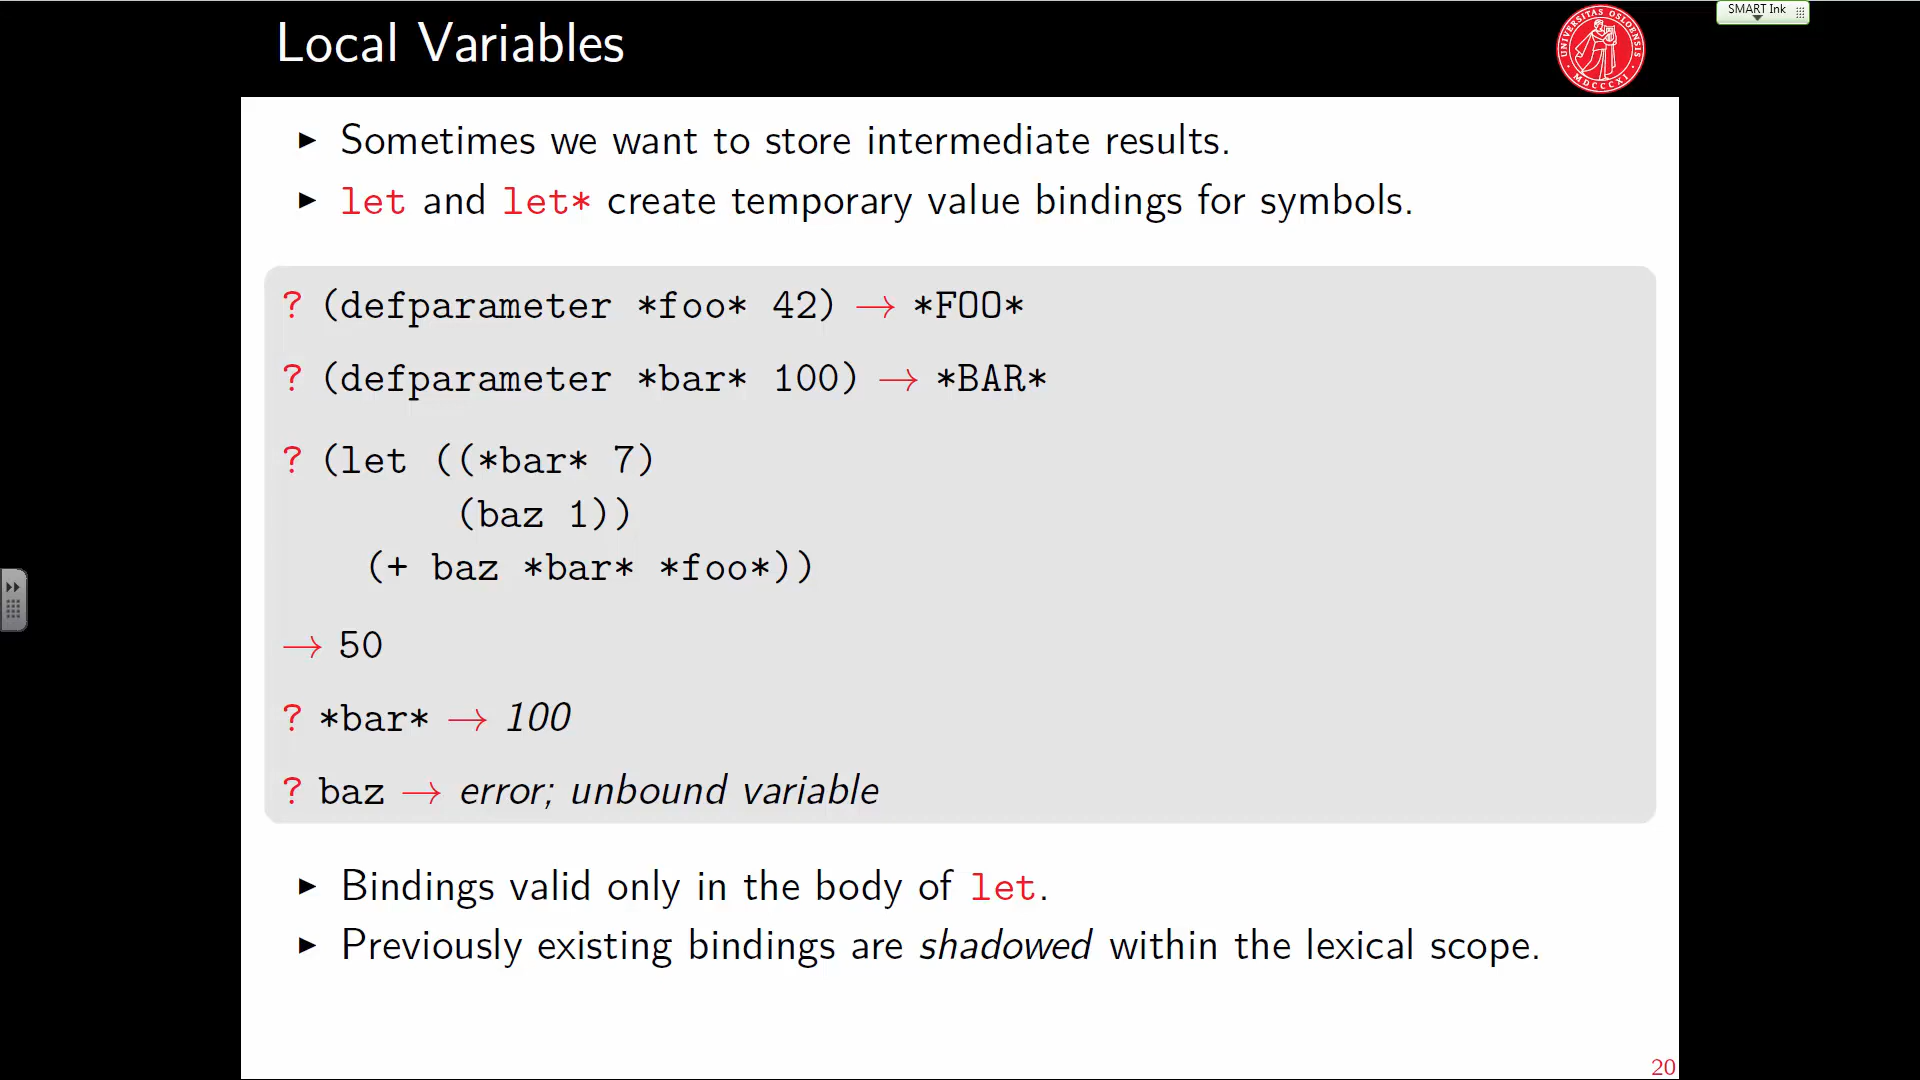 SMART Ink
Local Variables
UNIVERSITAS OSLOENSIS
MDCCCXI
► Sometimes we want to store intermediate results.
► let and let* create temporary value bindings for symbols.
? (defparameter *foo* 42) → *FOO*
? (defparameter *bar* 100) → *BAR*
? (let ((*bar* 7)
(baz 1))
(+ baz *bar* *foo*))
→ 50
? *bar* → 100
? baz → error; unbound variable
► Bindings valid only in the body of let.
► Previously existing bindings are shadowed within the lexical scope.
20